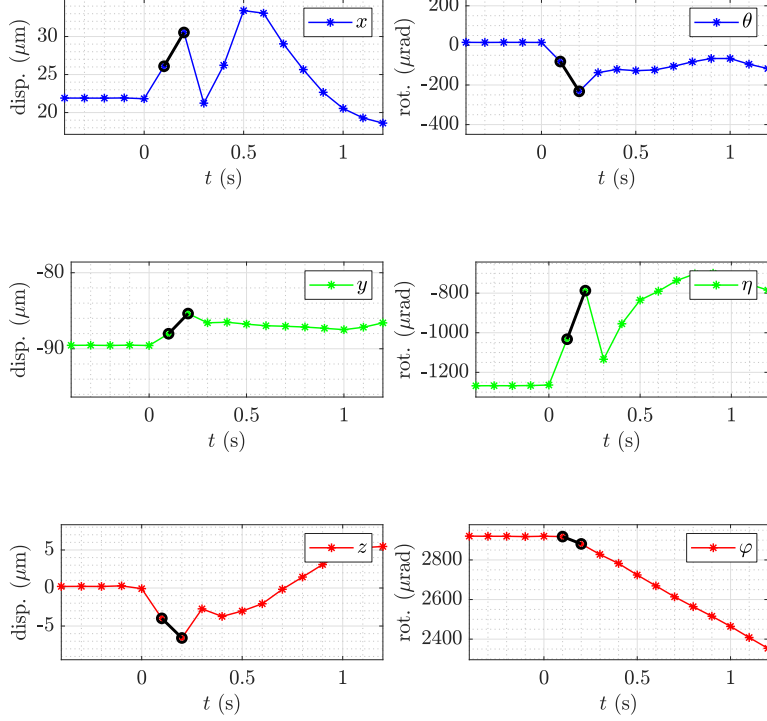 disp. (μm)
30
25
20
x
0
0.5
1
t (s)
rot. (μrad)
200
0
-200
-400
θ
0
0.5
1
t (s)
disp. (μm)
-80
-90
y
0
0.5
1
t (s)
rot. (μrad)
-800
-1000
-1200
η
0
0.5
1
t (s)
disp. (μm)
5
0
-5
z
0
0.5
1
t (s)
rot. (μrad)
2800
2600
2400
φ
0
0.5
1
t (s)